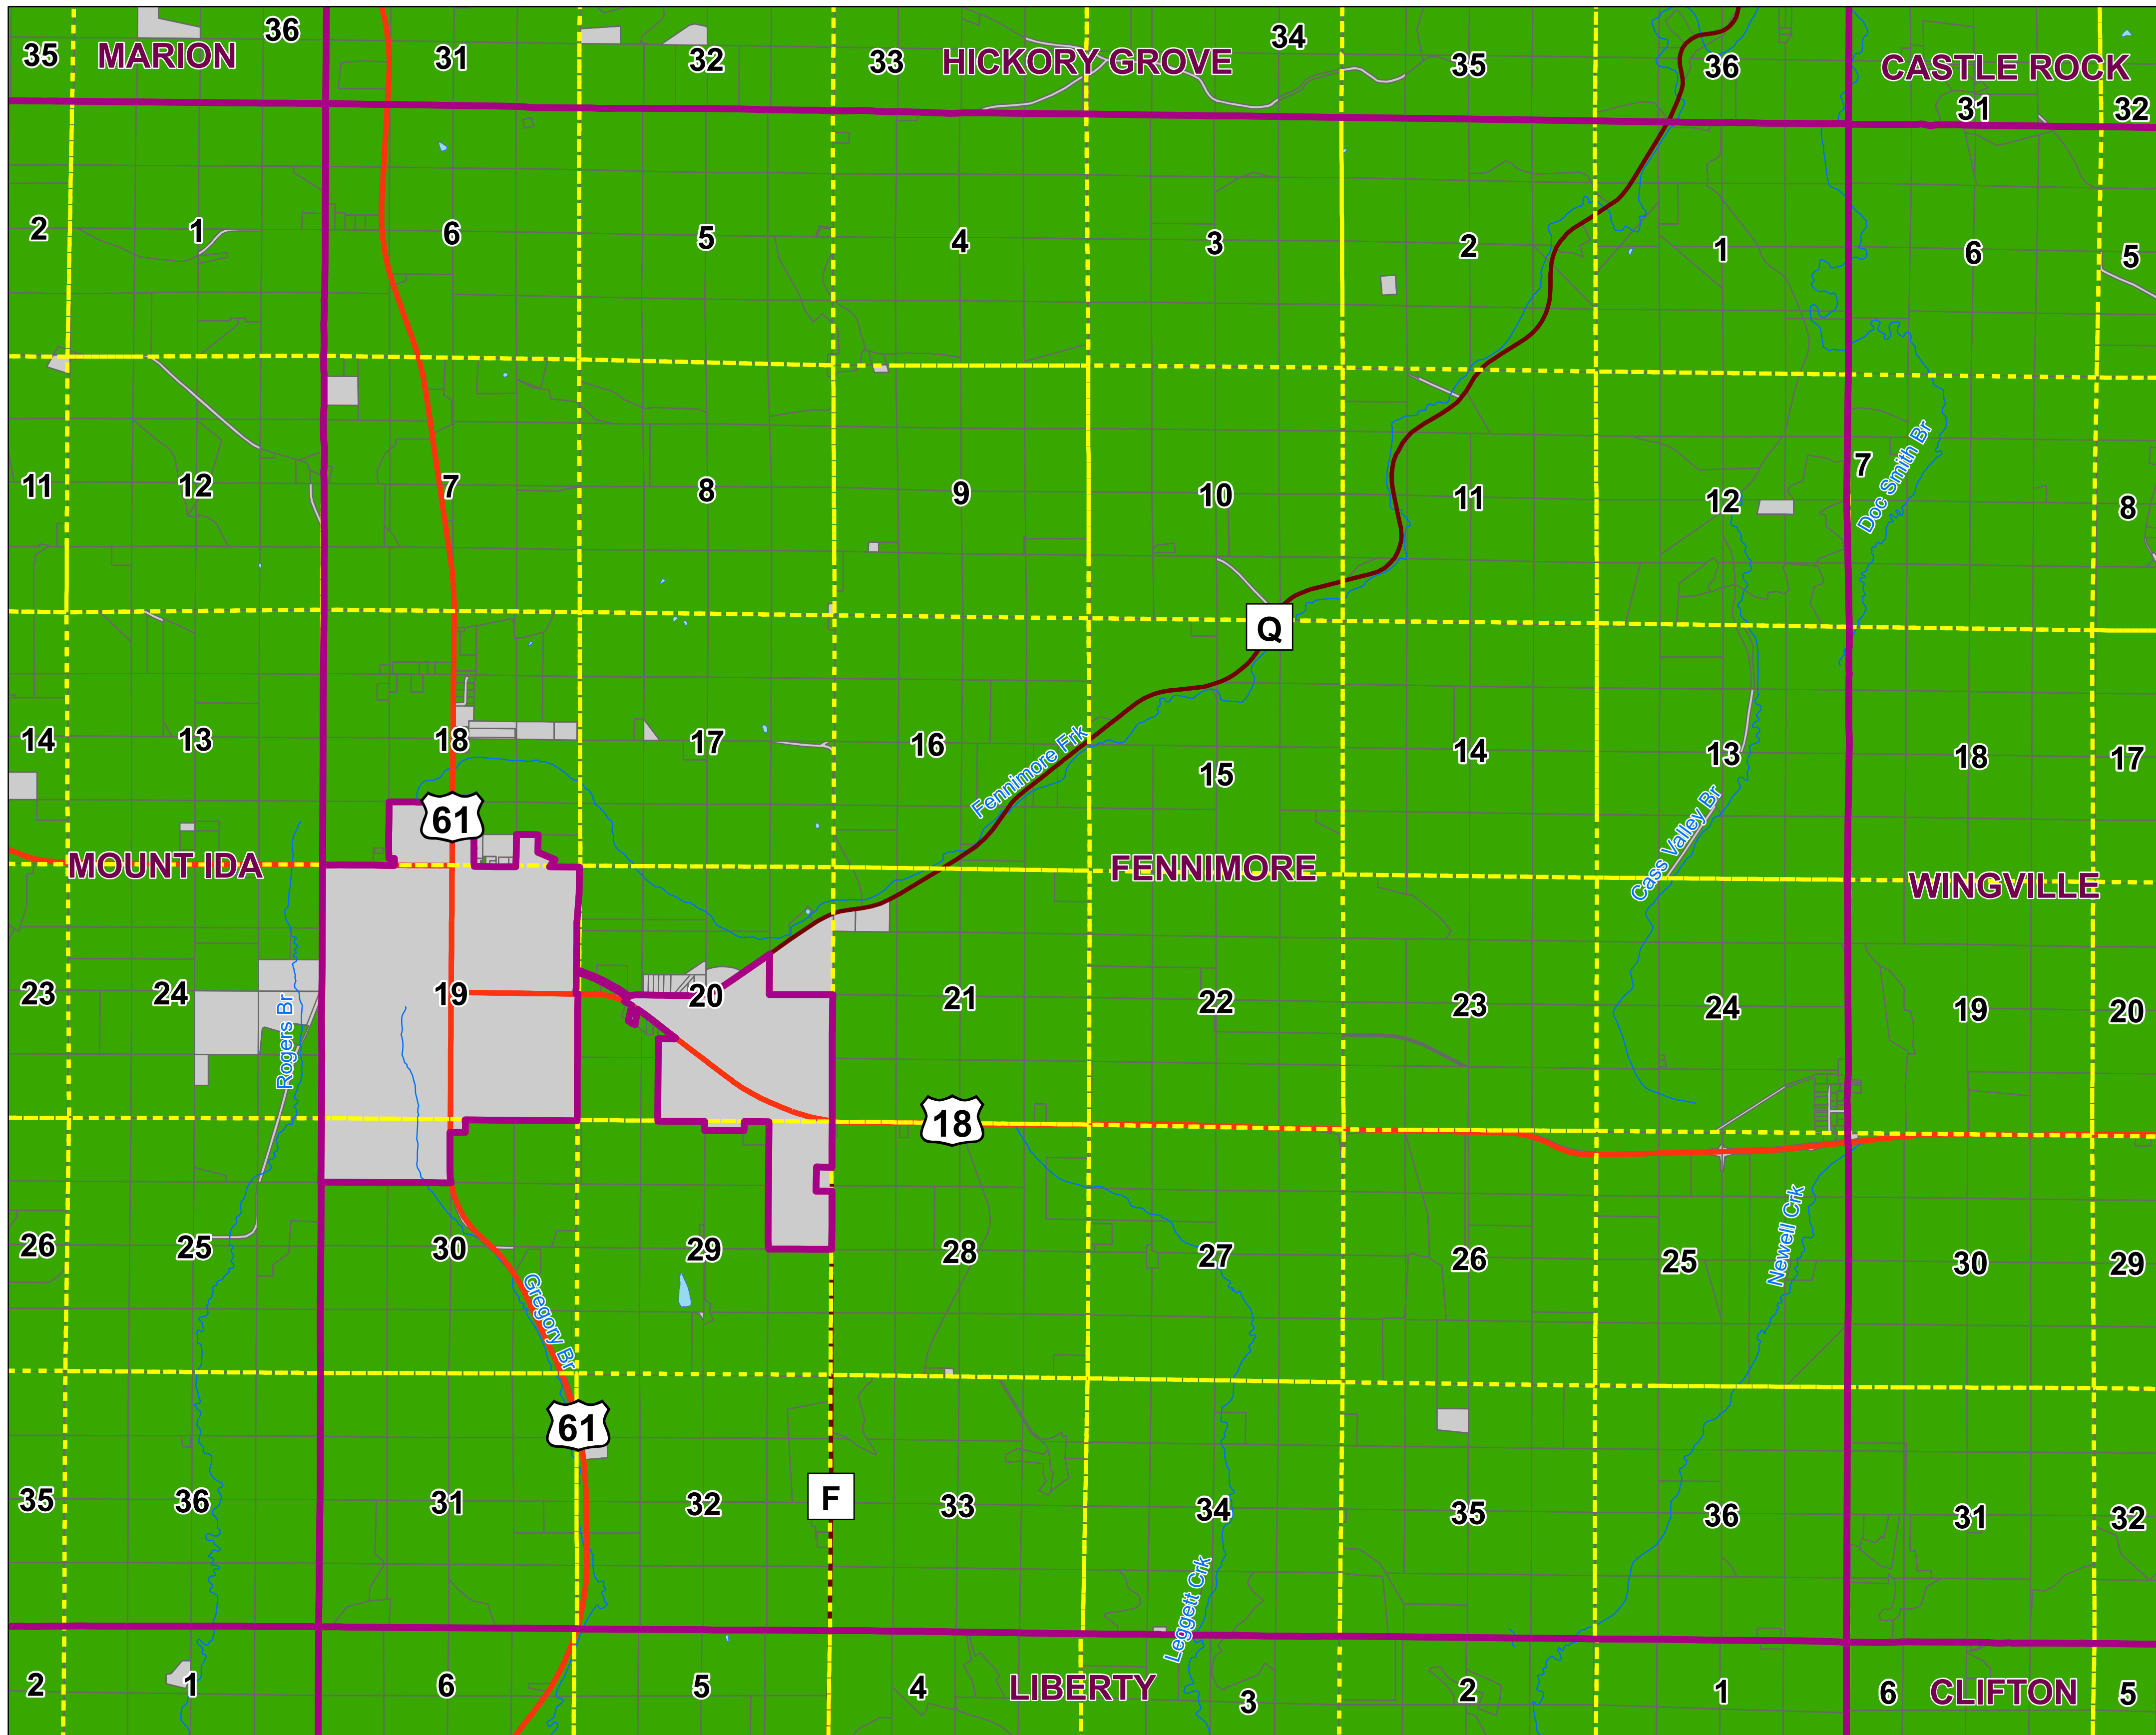 35 MARION 36 31 32 33 HICKORY GROVE 34 35 36 CASTLE ROCK
31 32
2 1 6 5 4 3 2 1 6 5
11 12 7 8 9 10 11 12 7 Doc Smith Br 8
Q
14 13 18 17 16 Fennimore Frk 15 14 13 18 17
61
Cass Valley Br
MOUNT IDA FENNIMORE WINGVILLE
23 24 19 20 21 22 23 24 19 20
Rogers Br
18
26 25 30 29 28 27 26 25 Newell Crk 30 29
Gregory Br
61
35 36 31 32 F 33 34 35 36 31 32
Leggett Crk
2 1 6 5 4 LIBERTY 3 2 1 6 CLIFTON 5